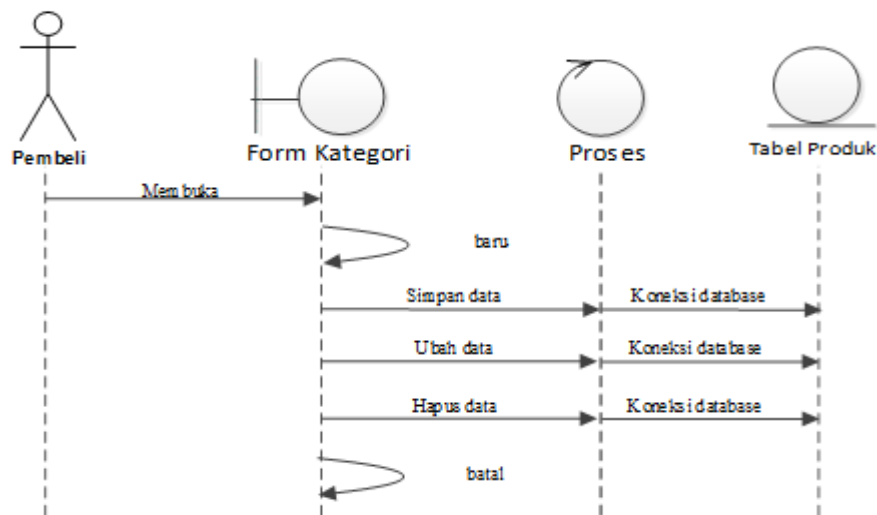 Pembeli
Form Kategori
Proses
Tabel Produk
Membuka
baru
Simpan data
Koneksi database
Ubah data
Koneksi database
Hapus data
Koneksi database
batal